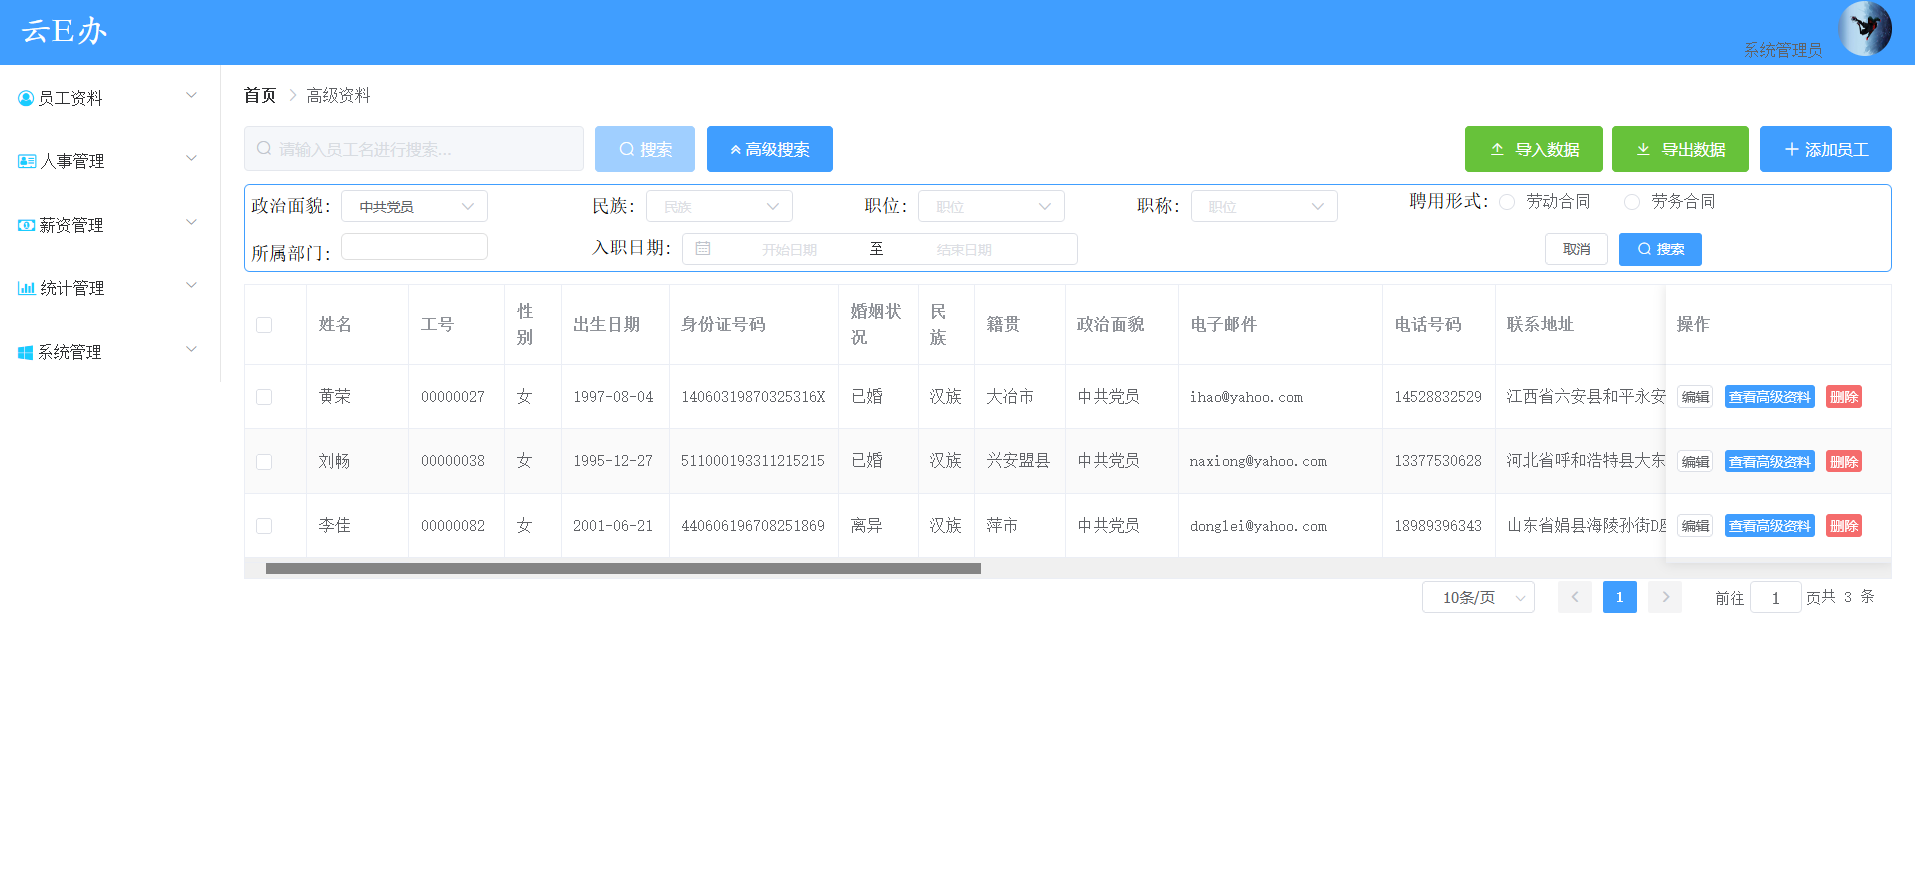 云E办
系统管理员
员工资料
人事管理
薪资管理
统计管理
系统管理
首页 > 高级资料
请输入员工名进行搜索... 搜索 高级搜索 导入数据 导出数据 添加员工
政治面貌： 中共党员 民族： 民族 职位： 职位 职称： 职位 聘用形式： 劳动合同 劳务合同
所属部门： 入职日期： 开始日期 至 结束日期 取消 搜索
姓名 工号 性别 出生日期 身份证号码 婚姻状况 民族 籍贯 政治面貌 电子邮件 电话号码 联系地址 操作
黄荣 00000027 女 1997-08-04 14060319870325316X 已婚 汉族 大冶市 中共党员 ihao@yahoo.com 14528832529 江西省六安县和平永安 编辑 查看高级资料 删除
刘畅 00000038 女 1995-12-27 511000193311215215 已婚 汉族 兴安盟县 中共党员 naxiong@yahoo.com 13377530628 河北省呼和浩特县大东 编辑 查看高级资料 删除
李佳 00000082 女 2001-06-21 440606196708251869 离异 汉族 萍市 中共党员 donglei@yahoo.com 18989396343 山东省娟县海陵孙街D 编辑 查看高级资料 删除
10条/页 1 前往 1 页 共 3 条